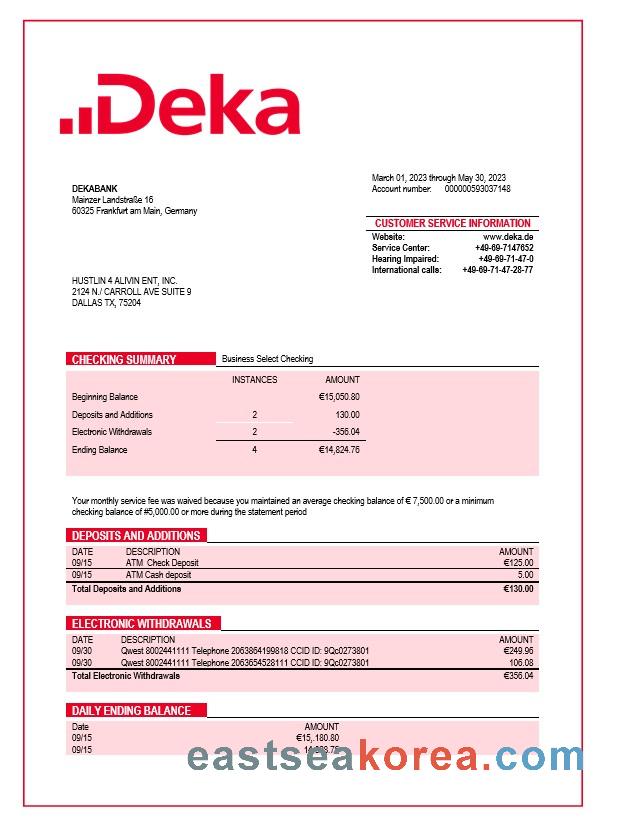 Deka
March 01, 2023 through May 30, 2023
Account number: 000000593037148
DEKABANK
Mainzer Landstraße 16
60325 Frankfurt am Main, Germany
CUSTOMER SERVICE INFORMATION
Website: www.deka.de
Service Center: +49-69-7147652
Hearing Impaired: +49-69-71-47-0
International calls: +49-69-71-47-28-77
HUSTLIN 4 ALIVIN ENT, INC.
2124 N./ CARROLL AVE SUITE 9
DALLAS TX, 75204
CHECKING SUMMARY Business Select Checking
INSTANCES AMOUNT
Beginning Balance €15,050.80
Deposits and Additions 2 130.00
Electronic Withdrawals 2 -356.04
Ending Balance 4 €14,824.76
Your monthly service fee was waived because you maintained an average checking balance of € 7,500.00 or a minimum
checking balance of #5,000.00 or more during the statement period
DEPOSITS AND ADDITIONS
DATE DESCRIPTION AMOUNT
09/15 ATM Check Deposit €125.00
09/15 ATM Cash deposit 5.00
Total Deposits and Additions €130.00
ELECTRONIC WITHDRAWALS
DATE DESCRIPTION AMOUNT
09/30 Qwest 8002441111 Telephone 2063864199818 CCID ID: 9Qc0273801 €249.96
09/30 Qwest 8002441111 Telephone 2063654528111 CCID ID: 9Qc0273801 106.08
Total Electronic Withdrawals €356.04
DAILY ENDING BALANCE
Date AMOUNT
09/15 €15,.180.80
09/15
eastseakorea.com